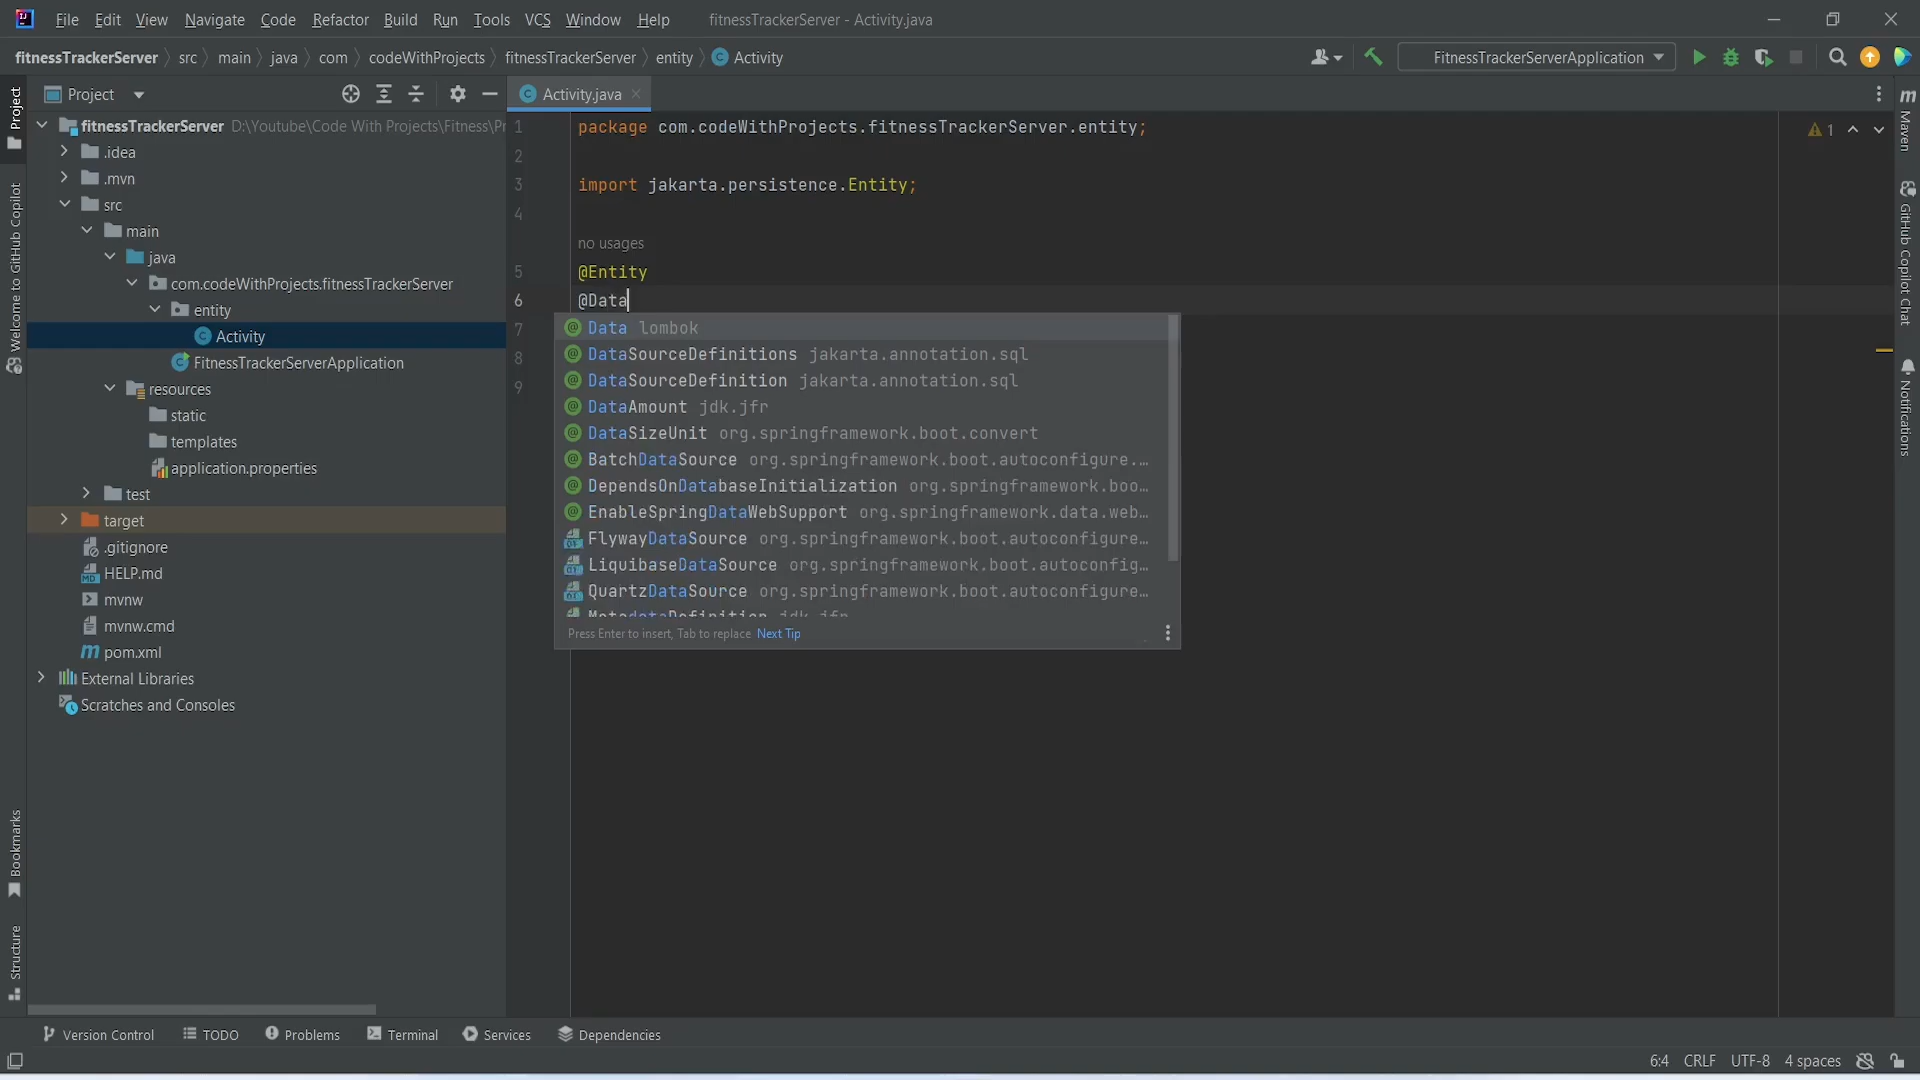 File Edit View Navigate Code Refactor Build Run Tools VCS Window Help fitnessTrackerServer - Activity.java
fitnessTrackerServer src main java com codeWithProjects fitnessTrackerServer entity Activity FitnessTrackerServerApplication
Project
Activity.java
Project
Welcome to GitHub Copilot
Bookmarks
Structure
fitnessTrackerServer D:\Youtube\Code With Projects\Fitness\Pr
.idea
.mvn
src
main
java
com.codeWithProjects.fitnessTrackerServer
entity
Activity
FitnessTrackerServerApplication
resources
static
templates
application.properties
test
target
.gitignore
HELP.md
mvnw
mvnw.cmd
pom.xml
External Libraries
Scratches and Consoles
1 package com.codeWithProjects.fitnessTrackerServer.entity;
2
3 import jakarta.persistence.Entity;
4
no usages
5 @Entity
6 @Data
7
8
9
Data lombok
DataSourceDefinitions jakarta.annotation.sql
DataSourceDefinition jakarta.annotation.sql
DataAmount jdk.jfr
DataSizeUnit org.springframework.boot.convert
BatchDataSource org.springframework.boot.autoconfigure.…
DependsOnDatabaseInitialization org.springframework.boo…
EnableSpringDataWebSupport org.springframework.data.web…
FlywayDataSource org.springframework.boot.autoconfigure…
LiquibaseDataSource org.springframework.boot.autoconfig…
QuartzDataSource org.springframework.boot.autoconfigure…
MetadataDefinition jdk.jfr
Press Enter to insert, Tab to replace Next Tip
1
m Maven
GitHub Copilot Chat
Notifications
Version Control TODO Problems Terminal Services Dependencies
6:4 CRLF UTF-8 4 spaces